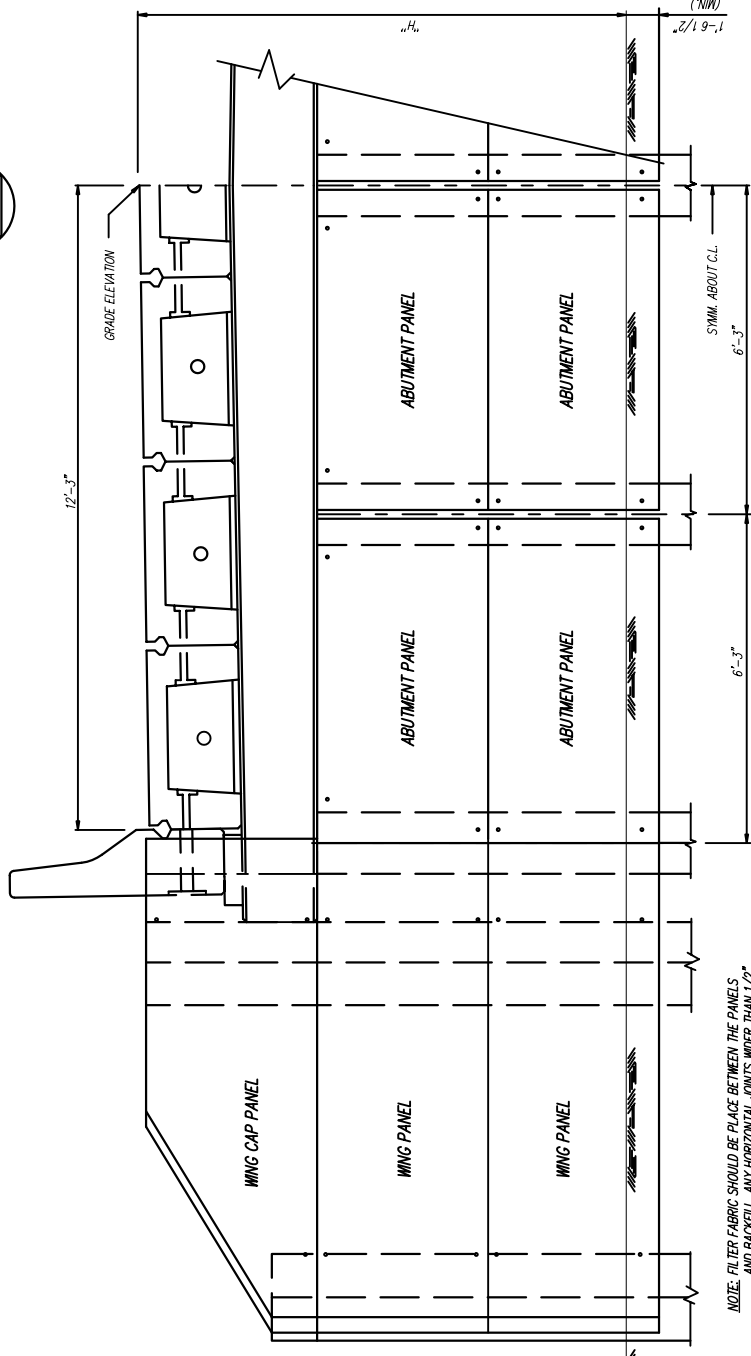 GRADE ELEVATION
12'-3"
"H"
1'-6 1/2"
(MIN.)
WING CAP PANEL
WING PANEL
ABUTMENT PANEL
ABUTMENT PANEL
WING PANEL
ABUTMENT PANEL
ABUTMENT PANEL
SYMM. ABOUT C.L.
6'-3"
6'-3"
NOTE: FILTER FABRIC SHOULD BE PLACE BETWEEN THE PANELS
AND BACKFILL, ANY HORIZONTAL JOINTS WIDER THAN 1/2"